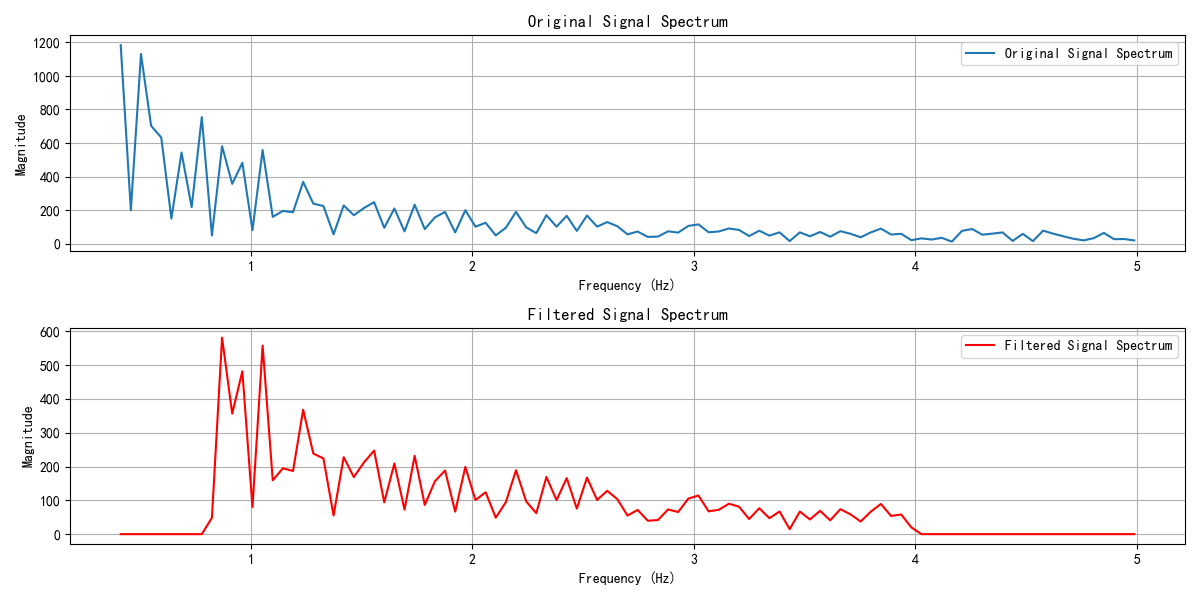 Original Signal Spectrum
1200
1000
800
600
400
200
0
Magnitude
Original Signal Spectrum
1 2 3 4 5
Frequency (Hz)
Filtered Signal Spectrum
600
500
400
300
200
100
0
Magnitude
Filtered Signal Spectrum
1 2 3 4 5
Frequency (Hz)